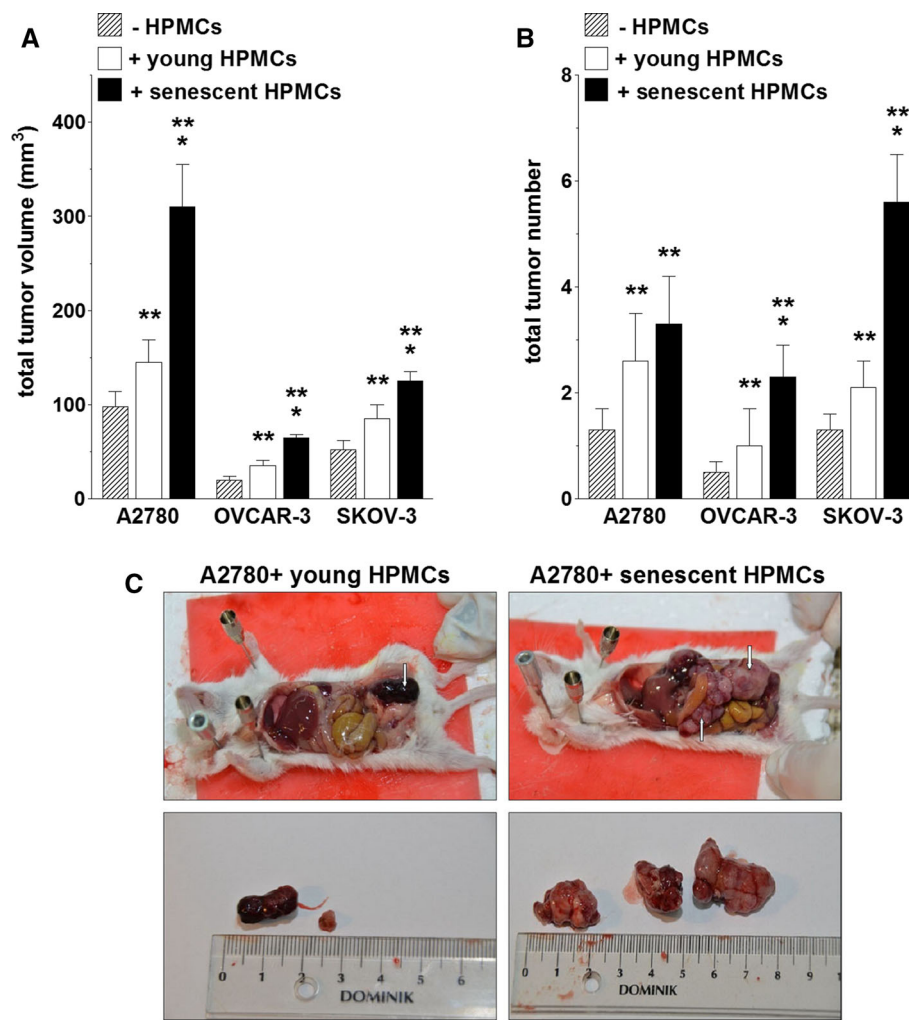 A
- HPMCs
+ young HPMCs
+ senescent HPMCs
total tumor volume (mm³)
400
300
200
100
0
**
**
*
**
**
*
**
**
*
A2780 OVCAR-3 SKOV-3
B
- HPMCs
+ young HPMCs
+ senescent HPMCs
total tumor number
8
6
4
2
0
**
**
**
**
*
**
**
*
A2780 OVCAR-3 SKOV-3
C
A2780+ young HPMCs
A2780+ senescent HPMCs
0 1 2 3 4 5 6
DOMINIK
0 1 2 3 4 5 6 7 8 9
DOMINIK